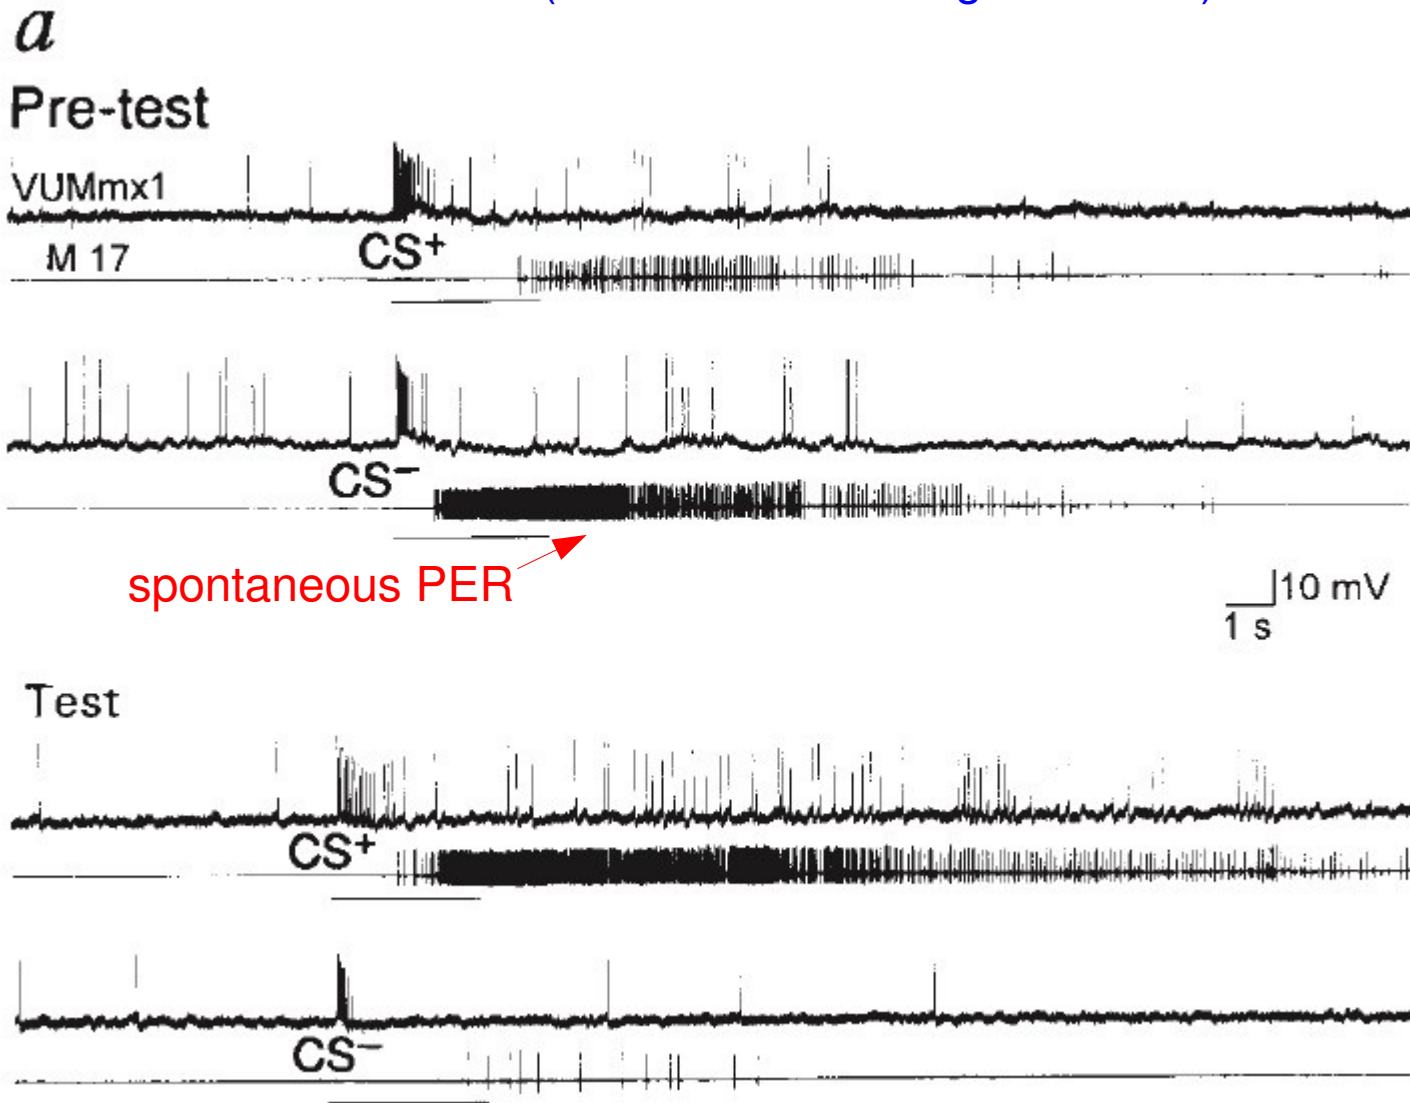 a
Pre-test
VUMmx1
CS+
M 17
CS−
spontaneous PER
10 mV
1 s
Test
CS+
CS−